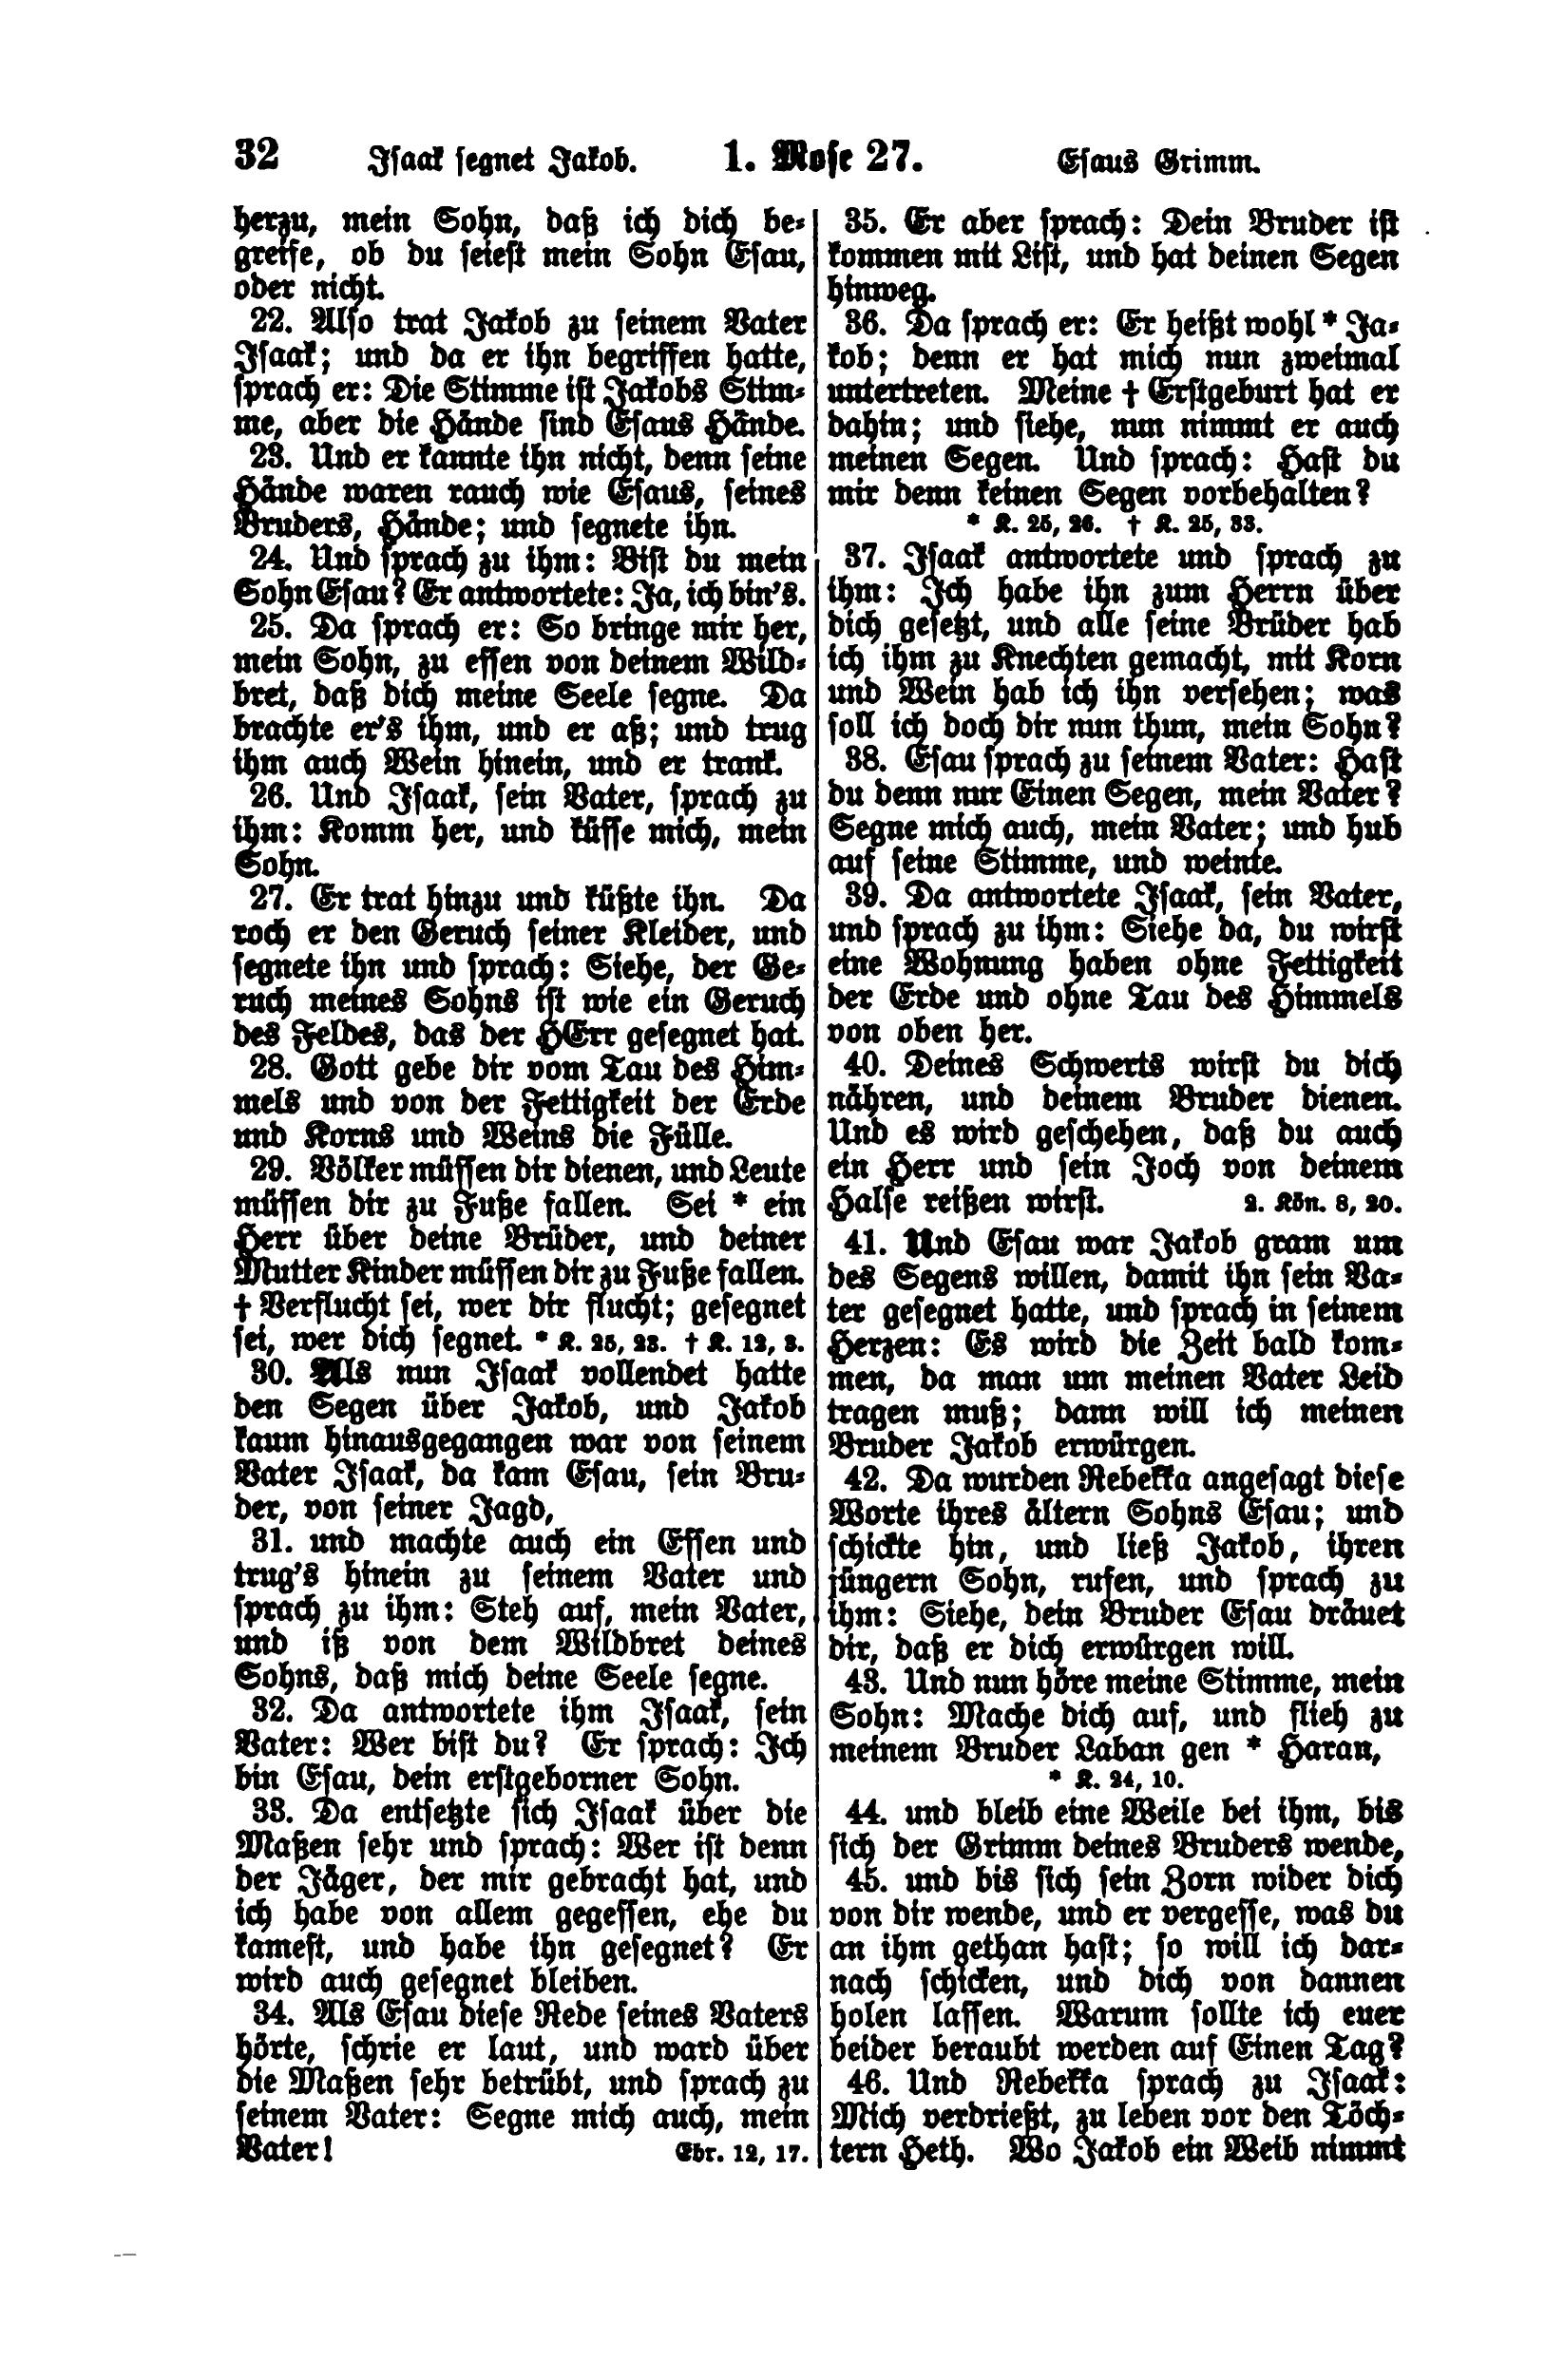 32 Isaak segnet Jakob. 1. Mose 27. Esaus Grimm.
herzu, mein Sohn, daß ich dich be-
greife, ob du seiest mein Sohn Esau,
oder nicht.
22. Also trat Jakob zu seinem Vater
Isaak; und da er ihn begriffen hatte,
sprach er: Die Stimme ist Jakobs Stim-
me, aber die Hände sind Esaus Hände.
23. Und er kannte ihn nicht, denn seine
Hände waren rauch wie Esaus, seines
Bruders, Hände; und segnete ihn.
24. Und sprach zu ihm: Bist du mein
Sohn Esau? Er antwortete: Ja, ich bin's.
25. Da sprach er: So bringe mir her,
mein Sohn, zu essen von deinem Wild-
bret, daß dich meine Seele segne. Da
brachte er's ihm, und er aß; und trug
ihm auch Wein hinein, und er trank.
26. Und Isaak, sein Vater, sprach zu
ihm: Komm her, und küsse mich, mein
Sohn.
27. Er trat hinzu und küßte ihn. Da
roch er den Geruch seiner Kleider, und
segnete ihn und sprach: Siehe, der Ge-
ruch meines Sohns ist wie ein Geruch
des Feldes, das der HErr gesegnet hat.
28. Gott gebe dir vom Tau des Him-
mels und von der Fettigkeit der Erde
und Korns und Weins die Fülle.
29. Völker müssen dir dienen, und Leute
müssen dir zu Fuße fallen. Sei * ein
Herr über deine Brüder, und deiner
Mutter Kinder müssen dir zu Fuße fallen.
† Verflucht sei, wer dir flucht; gesegnet
sei, wer dich segnet. * K. 25, 23. † K. 12, 3.
30. Als nun Isaak vollendet hatte
den Segen über Jakob, und Jakob
kaum hinausgegangen war von seinem
Vater Isaak, da kam Esau, sein Bru-
der, von seiner Jagd,
31. und machte auch ein Essen und
trug's hinein zu seinem Vater und
sprach zu ihm: Steh auf, mein Vater,
und iß von dem Wildbret deines
Sohns, daß mich deine Seele segne.
32. Da antwortete ihm Isaak, sein
Vater: Wer bist du? Er sprach: Ich
bin Esau, dein erstgeborner Sohn.
33. Da entsetzte sich Isaak über die
Maßen sehr und sprach: Wer ist denn
der Jäger, der mir gebracht hat, und
ich habe von allem gegessen, ehe du
kamest, und habe ihn gesegnet? Er
wird auch gesegnet bleiben.
34. Als Esau diese Rede seines Vaters
hörte, schrie er laut, und ward über
die Maßen sehr betrübt, und sprach zu
seinem Vater: Segne mich auch, mein
Vater! Ebr. 12, 17.
35. Er aber sprach: Dein Bruder ist
kommen mit List, und hat deinen Segen
hinweg.
36. Da sprach er: Er heißt wohl * Ja-
kob; denn er hat mich nun zweimal
untertreten. Meine † Erstgeburt hat er
dahin; und siehe, nun nimmt er auch
meinen Segen. Und sprach: Hast du
mir denn keinen Segen vorbehalten?
* K. 25, 26. † K. 25, 33.
37. Isaak antwortete und sprach zu
ihm: Ich habe ihn zum Herrn über
dich gesetzt, und alle seine Brüder hab
ich ihm zu Knechten gemacht, mit Korn
und Wein hab ich ihn versehen; was
soll ich doch dir nun thun, mein Sohn?
38. Esau sprach zu seinem Vater: Hast
du denn nur Einen Segen, mein Vater?
Segne mich auch, mein Vater; und hub
auf seine Stimme, und weinte.
39. Da antwortete Isaak, sein Vater,
und sprach zu ihm: Siehe da, du wirst
eine Wohnung haben ohne Fettigkeit
der Erde und ohne Tau des Himmels
von oben her.
40. Deines Schwerts wirst du dich
nähren, und deinem Bruder dienen.
Und es wird geschehen, daß du auch
ein Herr und sein Joch von deinem
Halse reißen wirst. 2. Kön. 8, 20.
41. Und Esau war Jakob gram um
des Segens willen, damit ihn sein Va-
ter gesegnet hatte, und sprach in seinem
Herzen: Es wird die Zeit bald kom-
men, da man um meinen Vater Leid
tragen muß; dann will ich meinen
Bruder Jakob erwürgen.
42. Da wurden Rebekka angesagt diese
Worte ihres ältern Sohns Esau; und
schickte hin, und ließ Jakob, ihren
jüngern Sohn, rufen, und sprach zu
ihm: Siehe, dein Bruder Esau dräuet
dir, daß er dich erwürgen will.
43. Und nun höre meine Stimme, mein
Sohn: Mache dich auf, und flieh zu
meinem Bruder Laban gen * Haran,
* K. 24, 10.
44. und bleib eine Weile bei ihm, bis
sich der Grimm deines Bruders wende,
45. und bis sich sein Zorn wider dich
von dir wende, und er vergesse, was du
an ihm gethan hast; so will ich dar-
nach schicken, und dich von dannen
holen lassen. Warum sollte ich euer
beider beraubt werden auf Einen Tag?
46. Und Rebekka sprach zu Isaak:
Mich verdrießt, zu leben vor den Töch-
tern Heth. Wo Jakob ein Weib nimmt